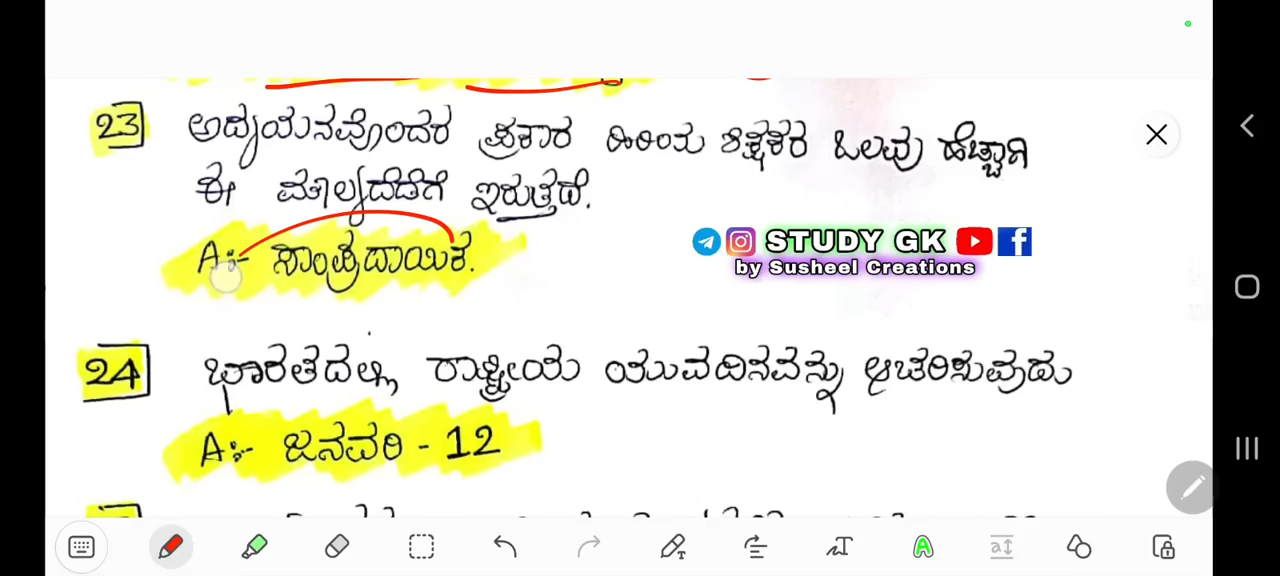 23 ಅಧ್ಯಯನವೊಂದರ ಪ್ರಕಾರ ಹಿರಿಯ ಶಿಕ್ಷಕರ ಒಲವು ಹೆಚ್ಚಾಗಿ
ಈ ಮೌಲ್ಯದೆಡೆಗೆ ಇರುತ್ತದೆ.
A:- ಸಾಂಪ್ರದಾಯಿಕ.
STUDY GK
by Susheel Creations
24 ಭಾರತದಲ್ಲಿ ರಾಷ್ಟ್ರೀಯ ಯುವದಿನವನ್ನು ಆಚರಿಸುವುದು
A:- ಜನವರಿ - 12